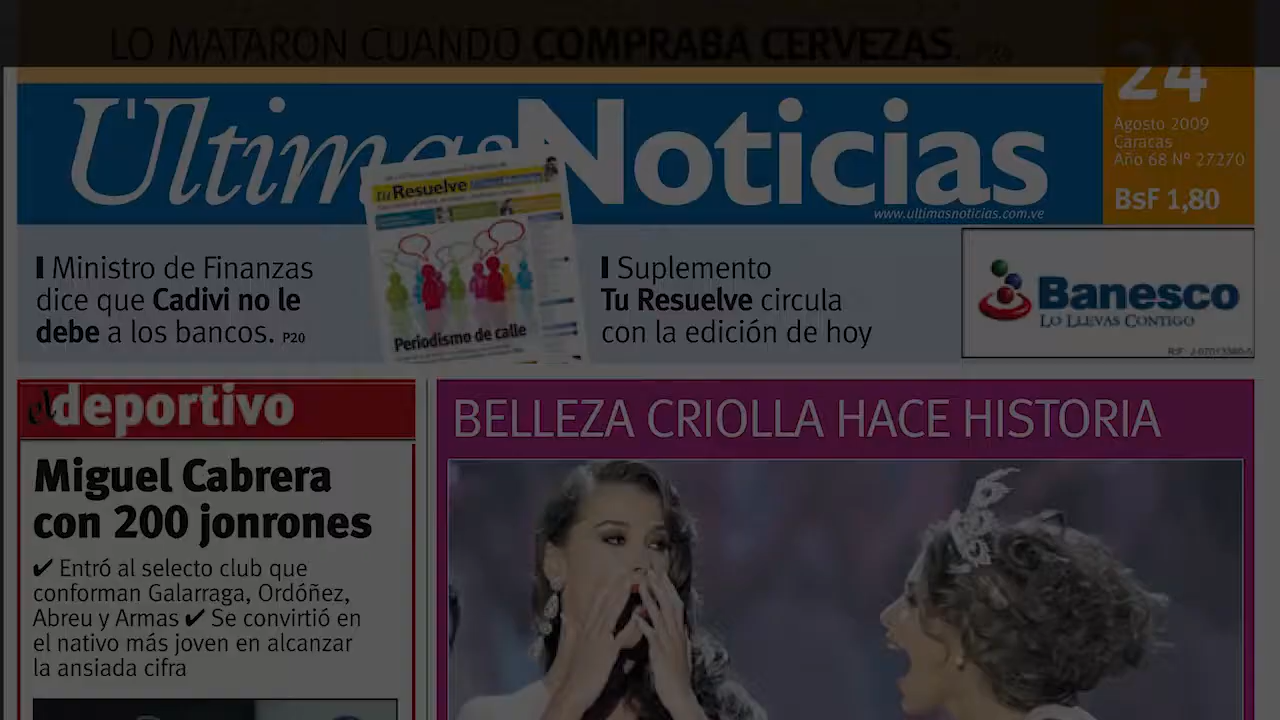 LO MATARON CUANDO COMPRABA CERVEZAS.
Últimas Noticias
24
Agosto 2009
Caracas
Año 68 Nº 27270
BsF 1,80
www.ultimasnoticias.com.ve
Ministro de Finanzas
dice que Cadivi no le
debe a los bancos. P20
Tu Resuelve
Periodismo de calle
Suplemento
Tu Resuelve circula
con la edición de hoy
Banesco
LO LLEVAS CONTIGO
el deportivo
Miguel Cabrera
con 200 jonrones
✔ Entró al selecto club que
conforman Galarraga, Ordóñez,
Abreu y Armas ✔ Se convirtió en
el nativo más joven en alcanzar
la ansiada cifra
BELLEZA CRIOLLA HACE HISTORIA